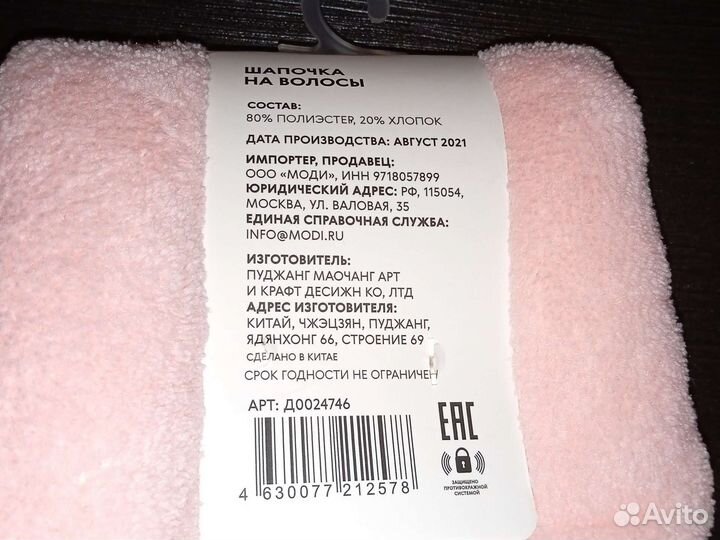 ШАПОЧКА
НА ВОЛОСЫ
СОСТАВ:
80% ПОЛИЭСТЕР, 20% ХЛОПОК
ДАТА ПРОИЗВОДСТВА: АВГУСТ 2021
ИМПОРТЕР, ПРОДАВЕЦ:
ООО «МОДИ», ИНН 9718057899
ЮРИДИЧЕСКИЙ АДРЕС: РФ, 115054,
МОСКВА, УЛ. ВАЛОВАЯ, 35
ЕДИНАЯ СПРАВОЧНАЯ СЛУЖБА:
INFO@MODI.RU
ИЗГОТОВИТЕЛЬ:
ПУДЖАНГ МАОЧАНГ АРТ
И КРАФТ ДЕСИЖН КО, ЛТД
АДРЕС ИЗГОТОВИТЕЛЯ:
КИТАЙ, ЧЖЭЦЗЯН, ПУДЖАНГ,
ЯДЯНХОНГ 66, СТРОЕНИЕ 69
СДЕЛАНО В КИТАЕ
СРОК ГОДНОСТИ НЕ ОГРАНИЧЕН
АРТ: Д0024746
4 630077 212578
EAC
ЗАЩИЩЕНО
ПРОТИВОКРАЖНОЙ
СИСТЕМОЙ
Avito